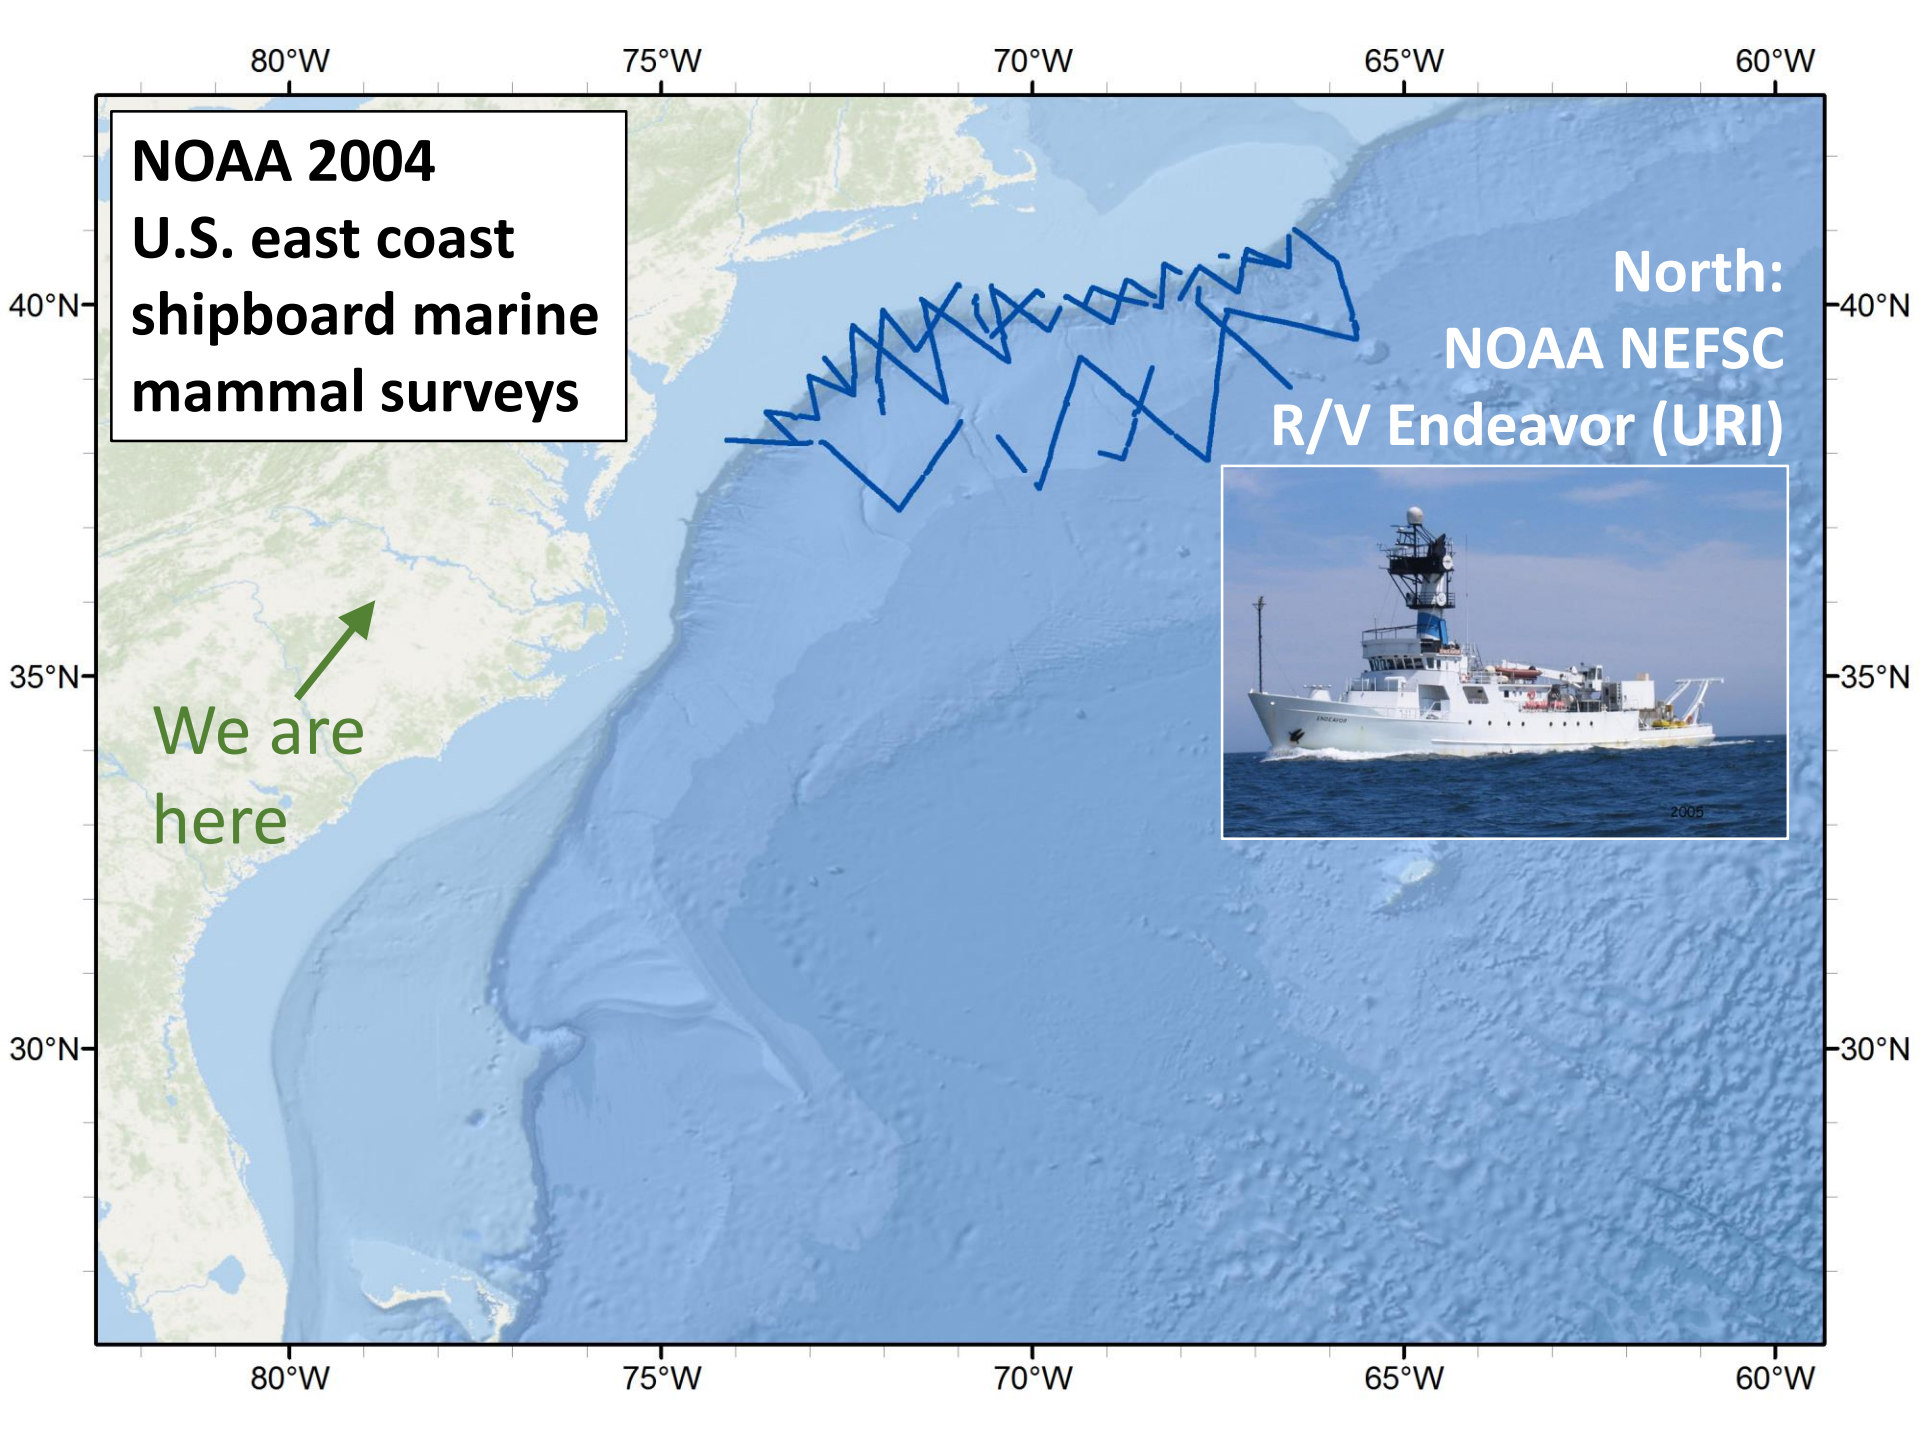 80°W 75°W 70°W 65°W 60°W
NOAA 2004
U.S. east coast
shipboard marine
mammal surveys
North:
NOAA NEFSC
R/V Endeavor (URI)
40°N 40°N
35°N 35°N
We are
here
ENDEAVOR
2005
30°N 30°N
80°W 75°W 70°W 65°W 60°W